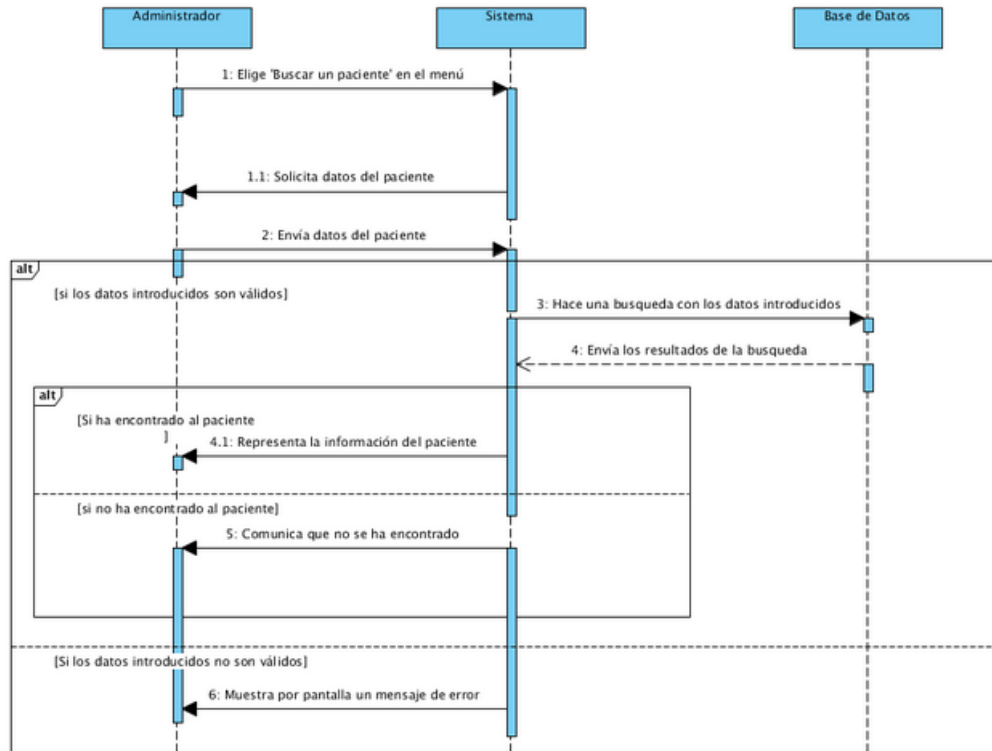 Administrador
Sistema
Base de Datos
1: Elige 'Buscar un paciente' en el menú
1.1: Solicita datos del paciente
2: Envía datos del paciente
alt
[si los datos introducidos son válidos]
3: Hace una busqueda con los datos introducidos
4: Envía los resultados de la busqueda
alt
[Si ha encontrado al paciente
]
4.1: Representa la información del paciente
[si no ha encontrado al paciente]
5: Comunica que no se ha encontrado
[Si los datos introducidos no son válidos]
6: Muestra por pantalla un mensaje de error